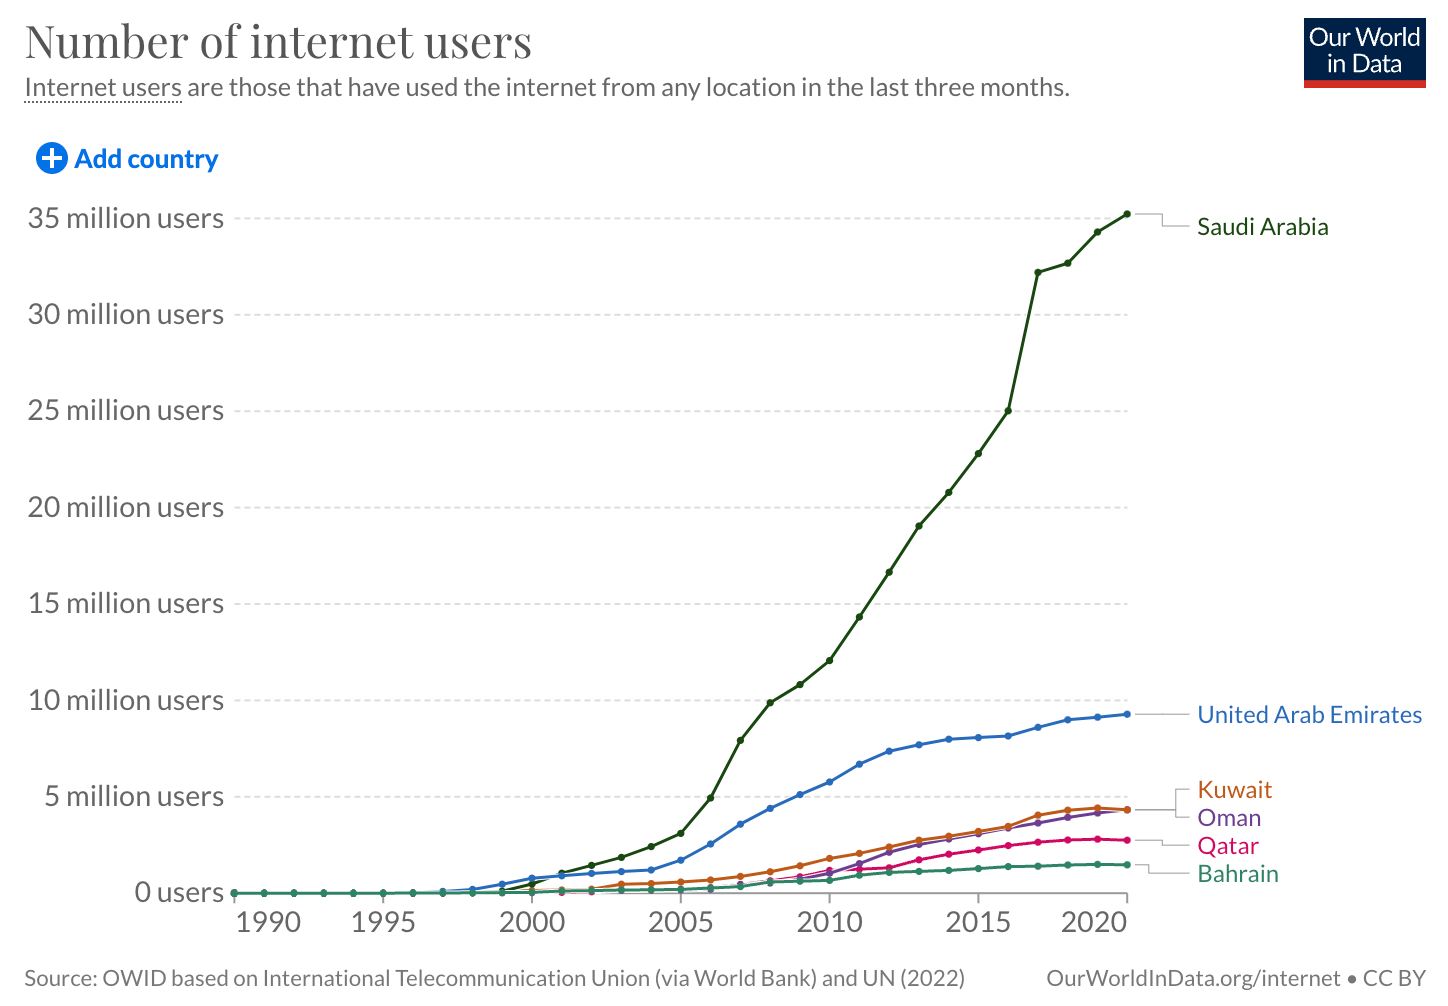 Number of internet users
Our World
in Data
Internet users are those that have used the internet from any location in the last three months.
Add country
35 million users
30 million users
25 million users
20 million users
15 million users
10 million users
5 million users
0 users
Saudi Arabia
United Arab Emirates
Kuwait
Oman
Qatar
Bahrain
1990 1995 2000 2005 2010 2015 2020
Source: OWID based on International Telecommunication Union (via World Bank) and UN (2022)
OurWorldInData.org/internet • CC BY